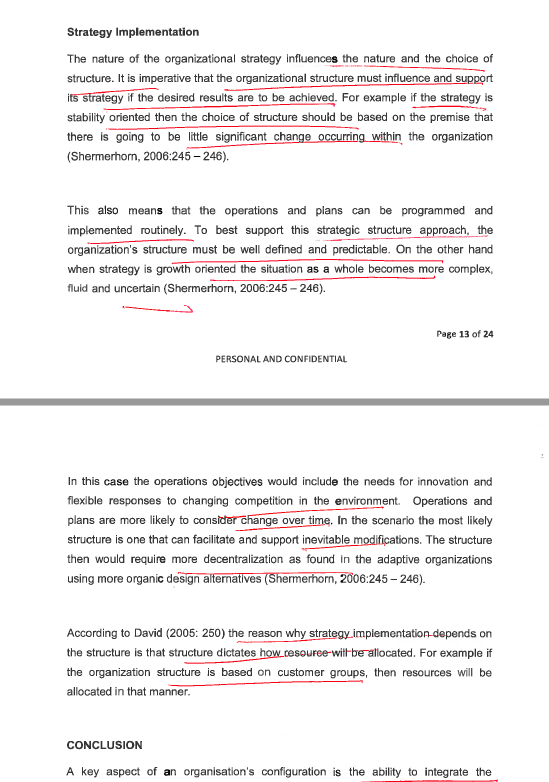 Strategy Implementation
The nature of the organizational strategy influences the nature and the choice of
structure. It is imperative that the organizational structure must influence and support
its strategy if the desired results are to be achieved. For example if the strategy is
stability oriented then the choice of structure should be based on the premise that
there is going to be little significant change occurring within the organization
(Shermerhorn, 2006:245 – 246).
This also means that the operations and plans can be programmed and
implemented routinely. To best support this strategic structure approach, the
organization's structure must be well defined and predictable. On the other hand
when strategy is growth oriented the situation as a whole becomes more complex,
fluid and uncertain (Shermerhorn, 2006:245 – 246).
Page 13 of 24
PERSONAL AND CONFIDENTIAL
In this case the operations objectives would include the needs for innovation and
flexible responses to changing competition in the environment. Operations and
plans are more likely to consider change over time. In the scenario the most likely
structure is one that can facilitate and support inevitable modifications. The structure
then would require more decentralization as found in the adaptive organizations
using more organic design alternatives (Shermerhorn, 2006:245 – 246).
According to David (2005: 250) the reason why strategy implementation depends on
the structure is that structure dictates how resource will be allocated. For example if
the organization structure is based on customer groups, then resources will be
allocated in that manner.
CONCLUSION
A key aspect of an organisation's configuration is the ability to integrate the